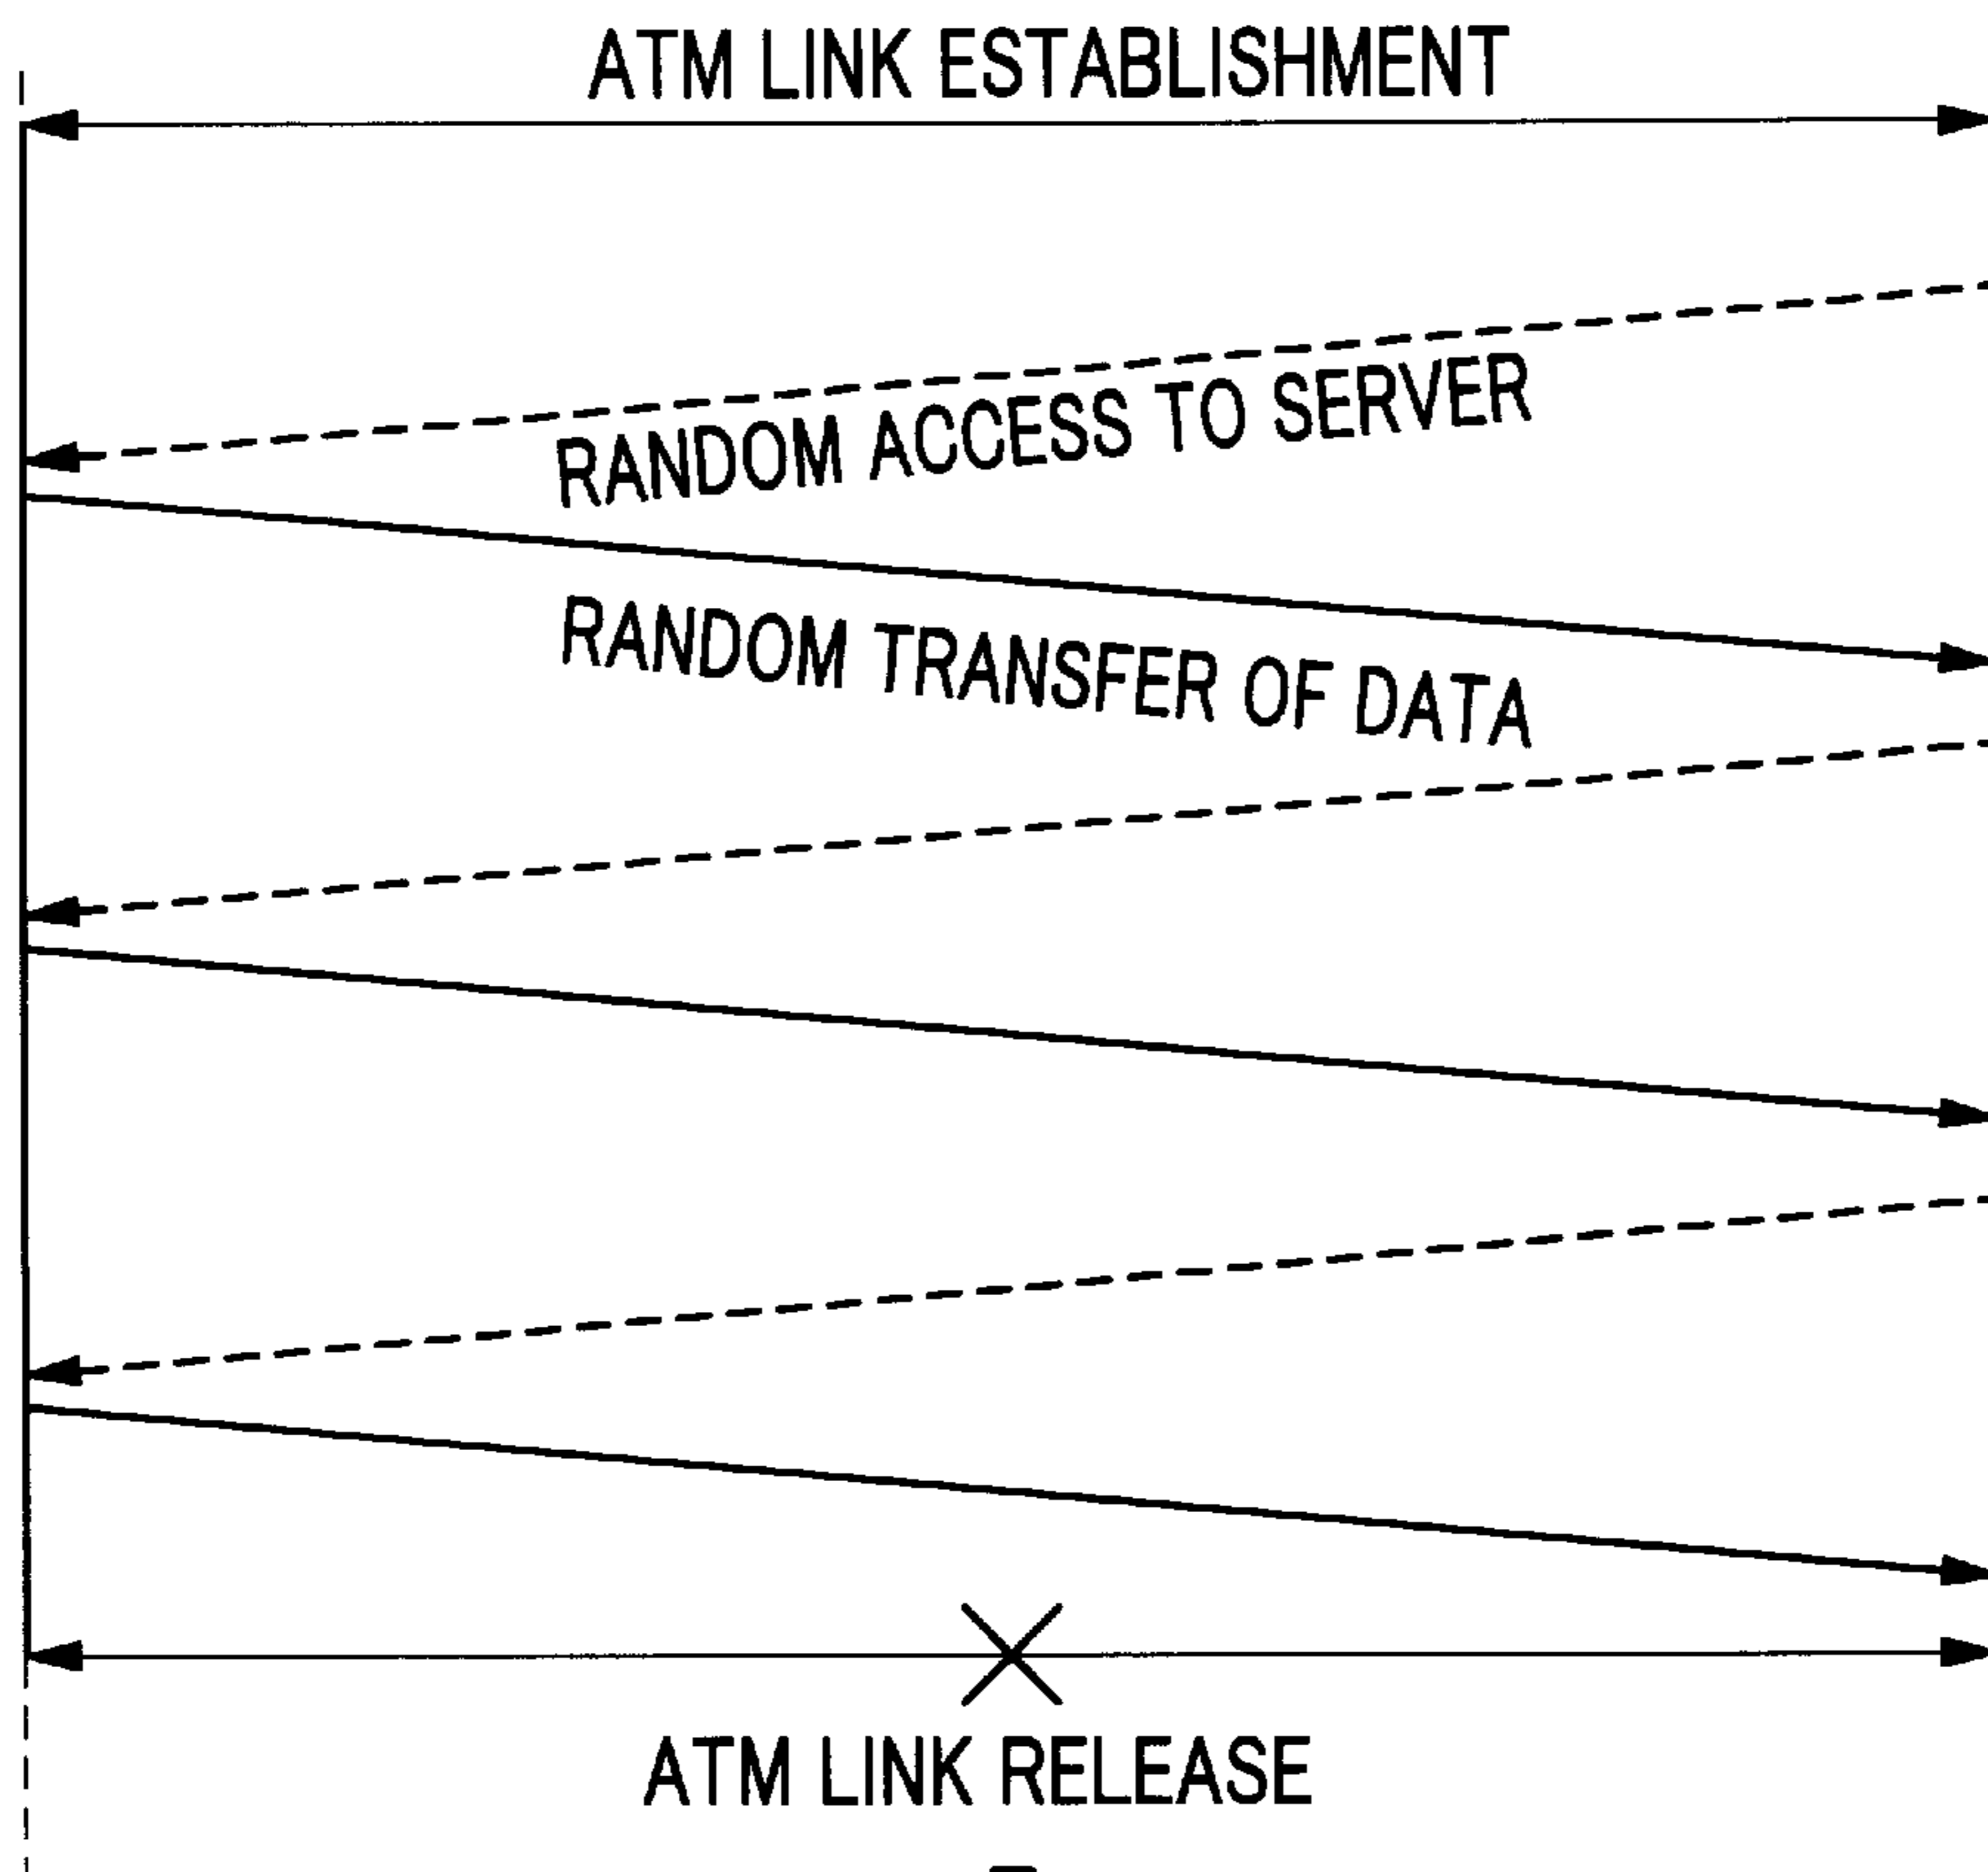 ATM LINK ESTABLISHMENT
RANDOM ACCESS TO SERVER
RANDOM TRANSFER OF DATA
ATM LINK RELEASE